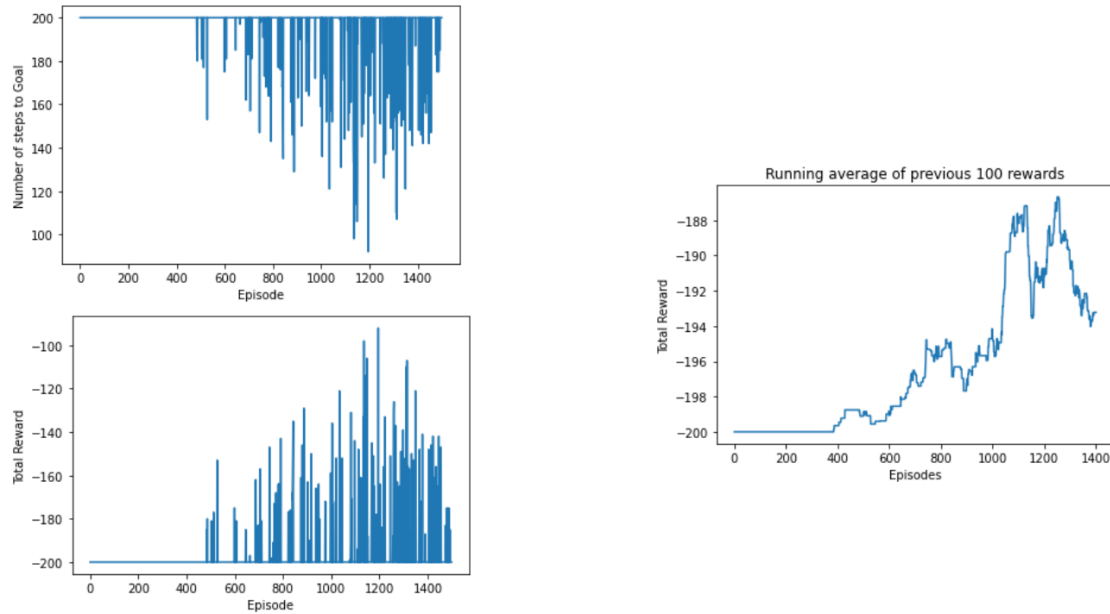 Number of steps to Goal
200
180
160
140
120
100
0 200 400 600 800 1000 1200 1400
Episode
Total Reward
−100
−120
−140
−160
−180
−200
0 200 400 600 800 1000 1200 1400
Episode
Running average of previous 100 rewards
Total Reward
−188
−190
−192
−194
−196
−198
−200
0 200 400 600 800 1000 1200 1400
Episodes